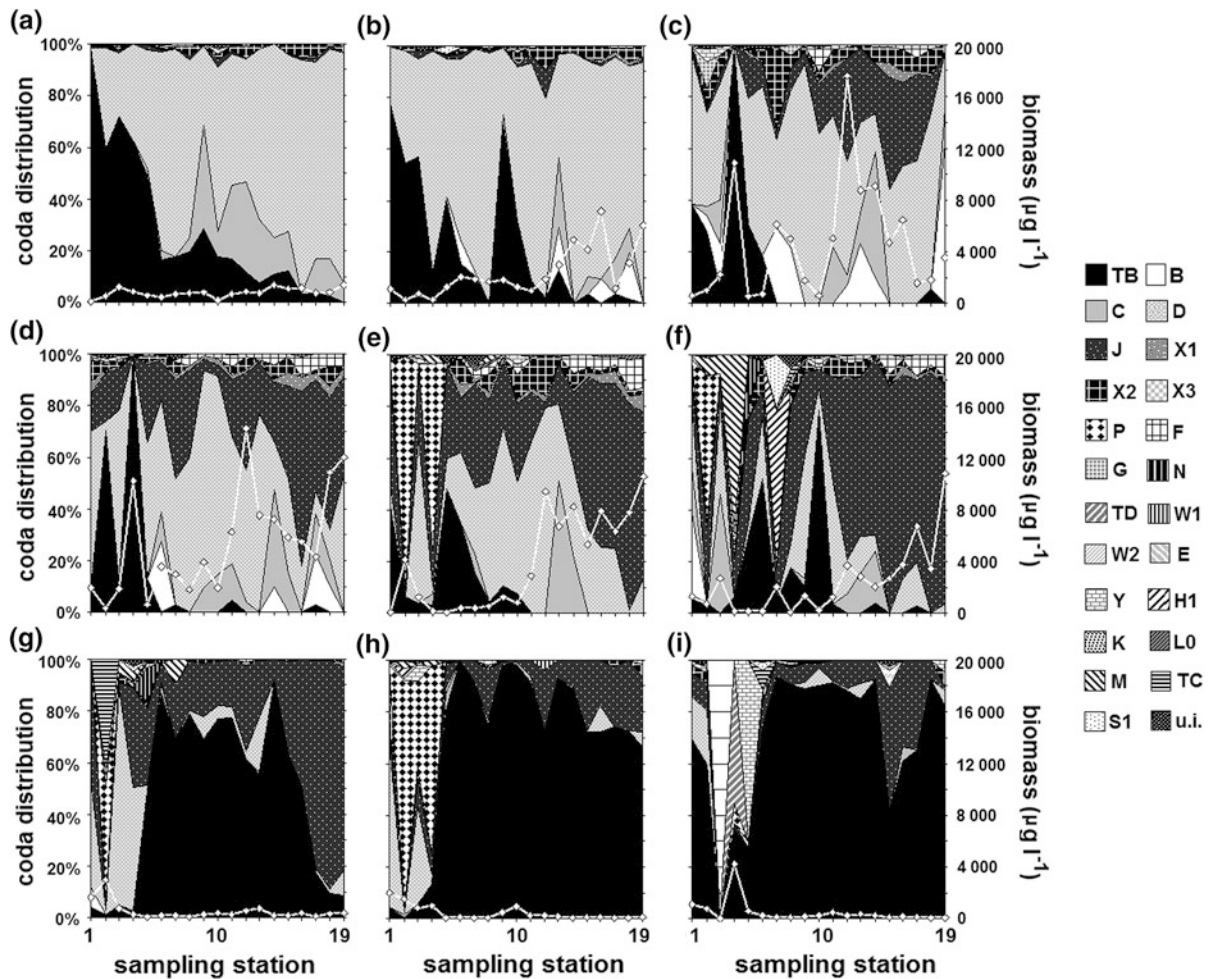 (a) (b) (c)
100% 20 000
80% 16 000
60% 12 000
40% 8 000
20% 4 000
0% 0
coda distribution
biomass (µg l⁻¹)
(d) (e) (f)
100% 20 000
80% 16 000
60% 12 000
40% 8 000
20% 4 000
0% 0
coda distribution
biomass (µg l⁻¹)
(g) (h) (i)
100% 20 000
80% 16 000
60% 12 000
40% 8 000
20% 4 000
0% 0
coda distribution
biomass (µg l⁻¹)
1 10 19 1 10 19 1 10 19
sampling station sampling station sampling station
TB B
C D
J X1
X2 X3
P F
G N
TD W1
W2 E
Y H1
K L0
M TC
S1 u.i.